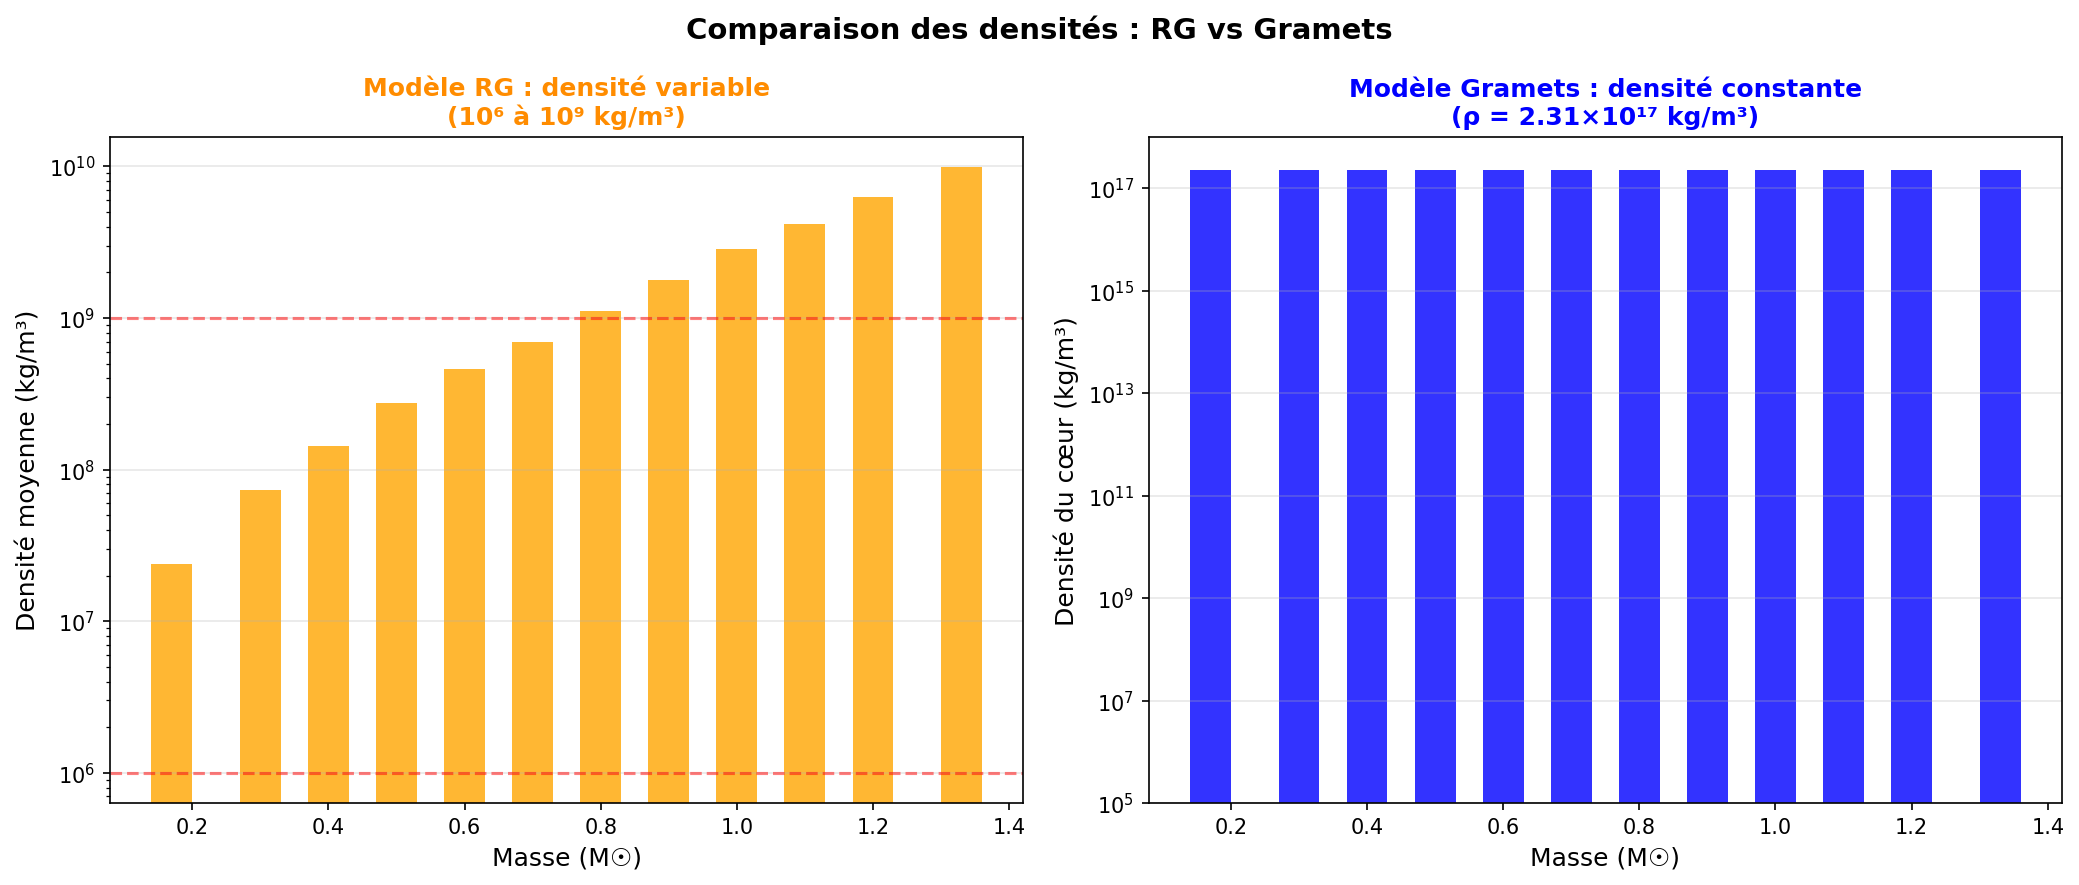 Comparaison des densités : RG vs Gramets
Modèle RG : densité variable
(10⁶ à 10⁹ kg/m³)
Densité moyenne (kg/m³)
10¹⁰
10⁹
10⁸
10⁷
10⁶
0.2 0.4 0.6 0.8 1.0 1.2 1.4
Masse (M☉)
Modèle Gramets : densité constante
(ρ = 2.31×10¹⁷ kg/m³)
Densité du cœur (kg/m³)
10¹⁷
10¹⁵
10¹³
10¹¹
10⁹
10⁷
10⁵
0.2 0.4 0.6 0.8 1.0 1.2 1.4
Masse (M☉)